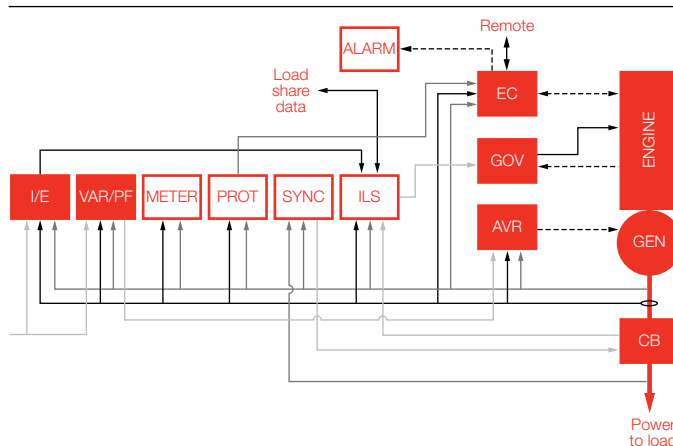 Remote
ALARM
Load
share
data
EC
ENGINE
GOV
I/E
VAR/PF
METER
PROT
SYNC
ILS
AVR
GEN
CB
Power
to load